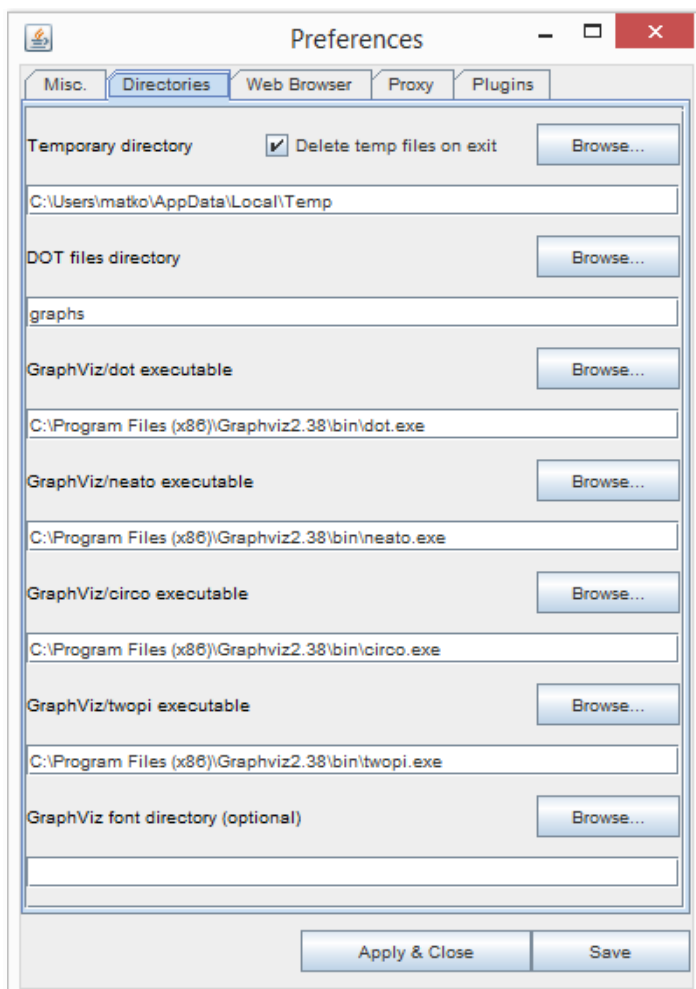 Preferences
Misc. Directories Web Browser Proxy Plugins
Temporary directory Delete temp files on exit Browse...
C:\Users\matko\AppData\Local\Temp
DOT files directory Browse...
graphs
GraphViz/dot executable Browse...
C:\Program Files (x86)\Graphviz2.38\bin\dot.exe
GraphViz/neato executable Browse...
C:\Program Files (x86)\Graphviz2.38\bin\neato.exe
GraphViz/circo executable Browse...
C:\Program Files (x86)\Graphviz2.38\bin\circo.exe
GraphViz/twopi executable Browse...
C:\Program Files (x86)\Graphviz2.38\bin\twopi.exe
GraphViz font directory (optional) Browse...
Apply & Close Save